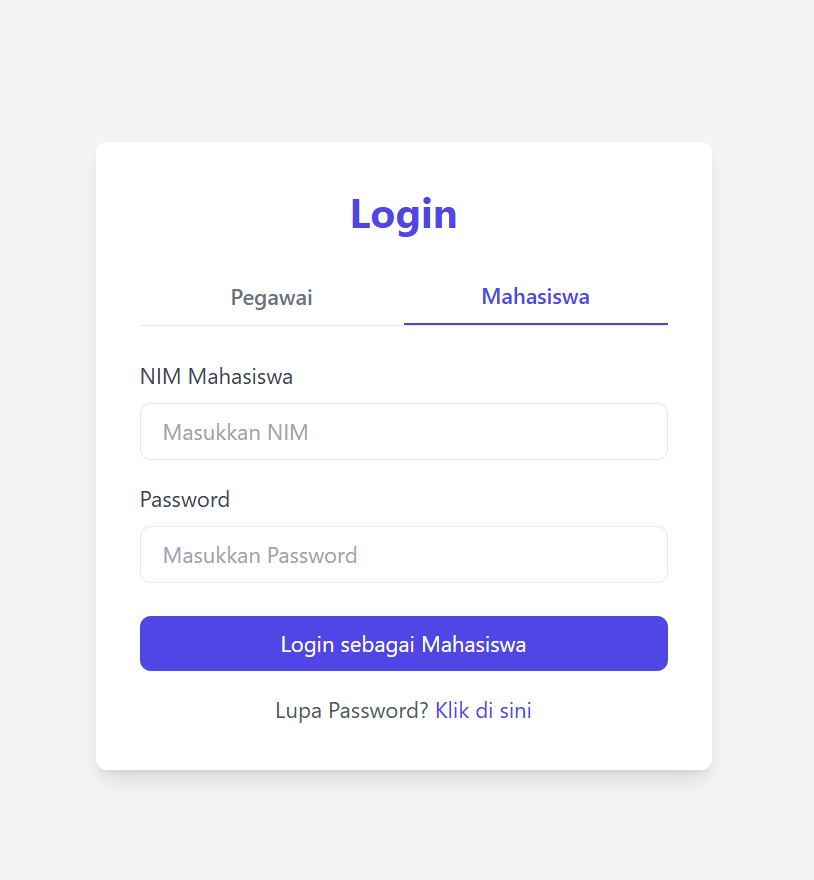 Login
Pegawai Mahasiswa
NIM Mahasiswa
Masukkan NIM
Password
Masukkan Password
Login sebagai Mahasiswa
Lupa Password? Klik di sini